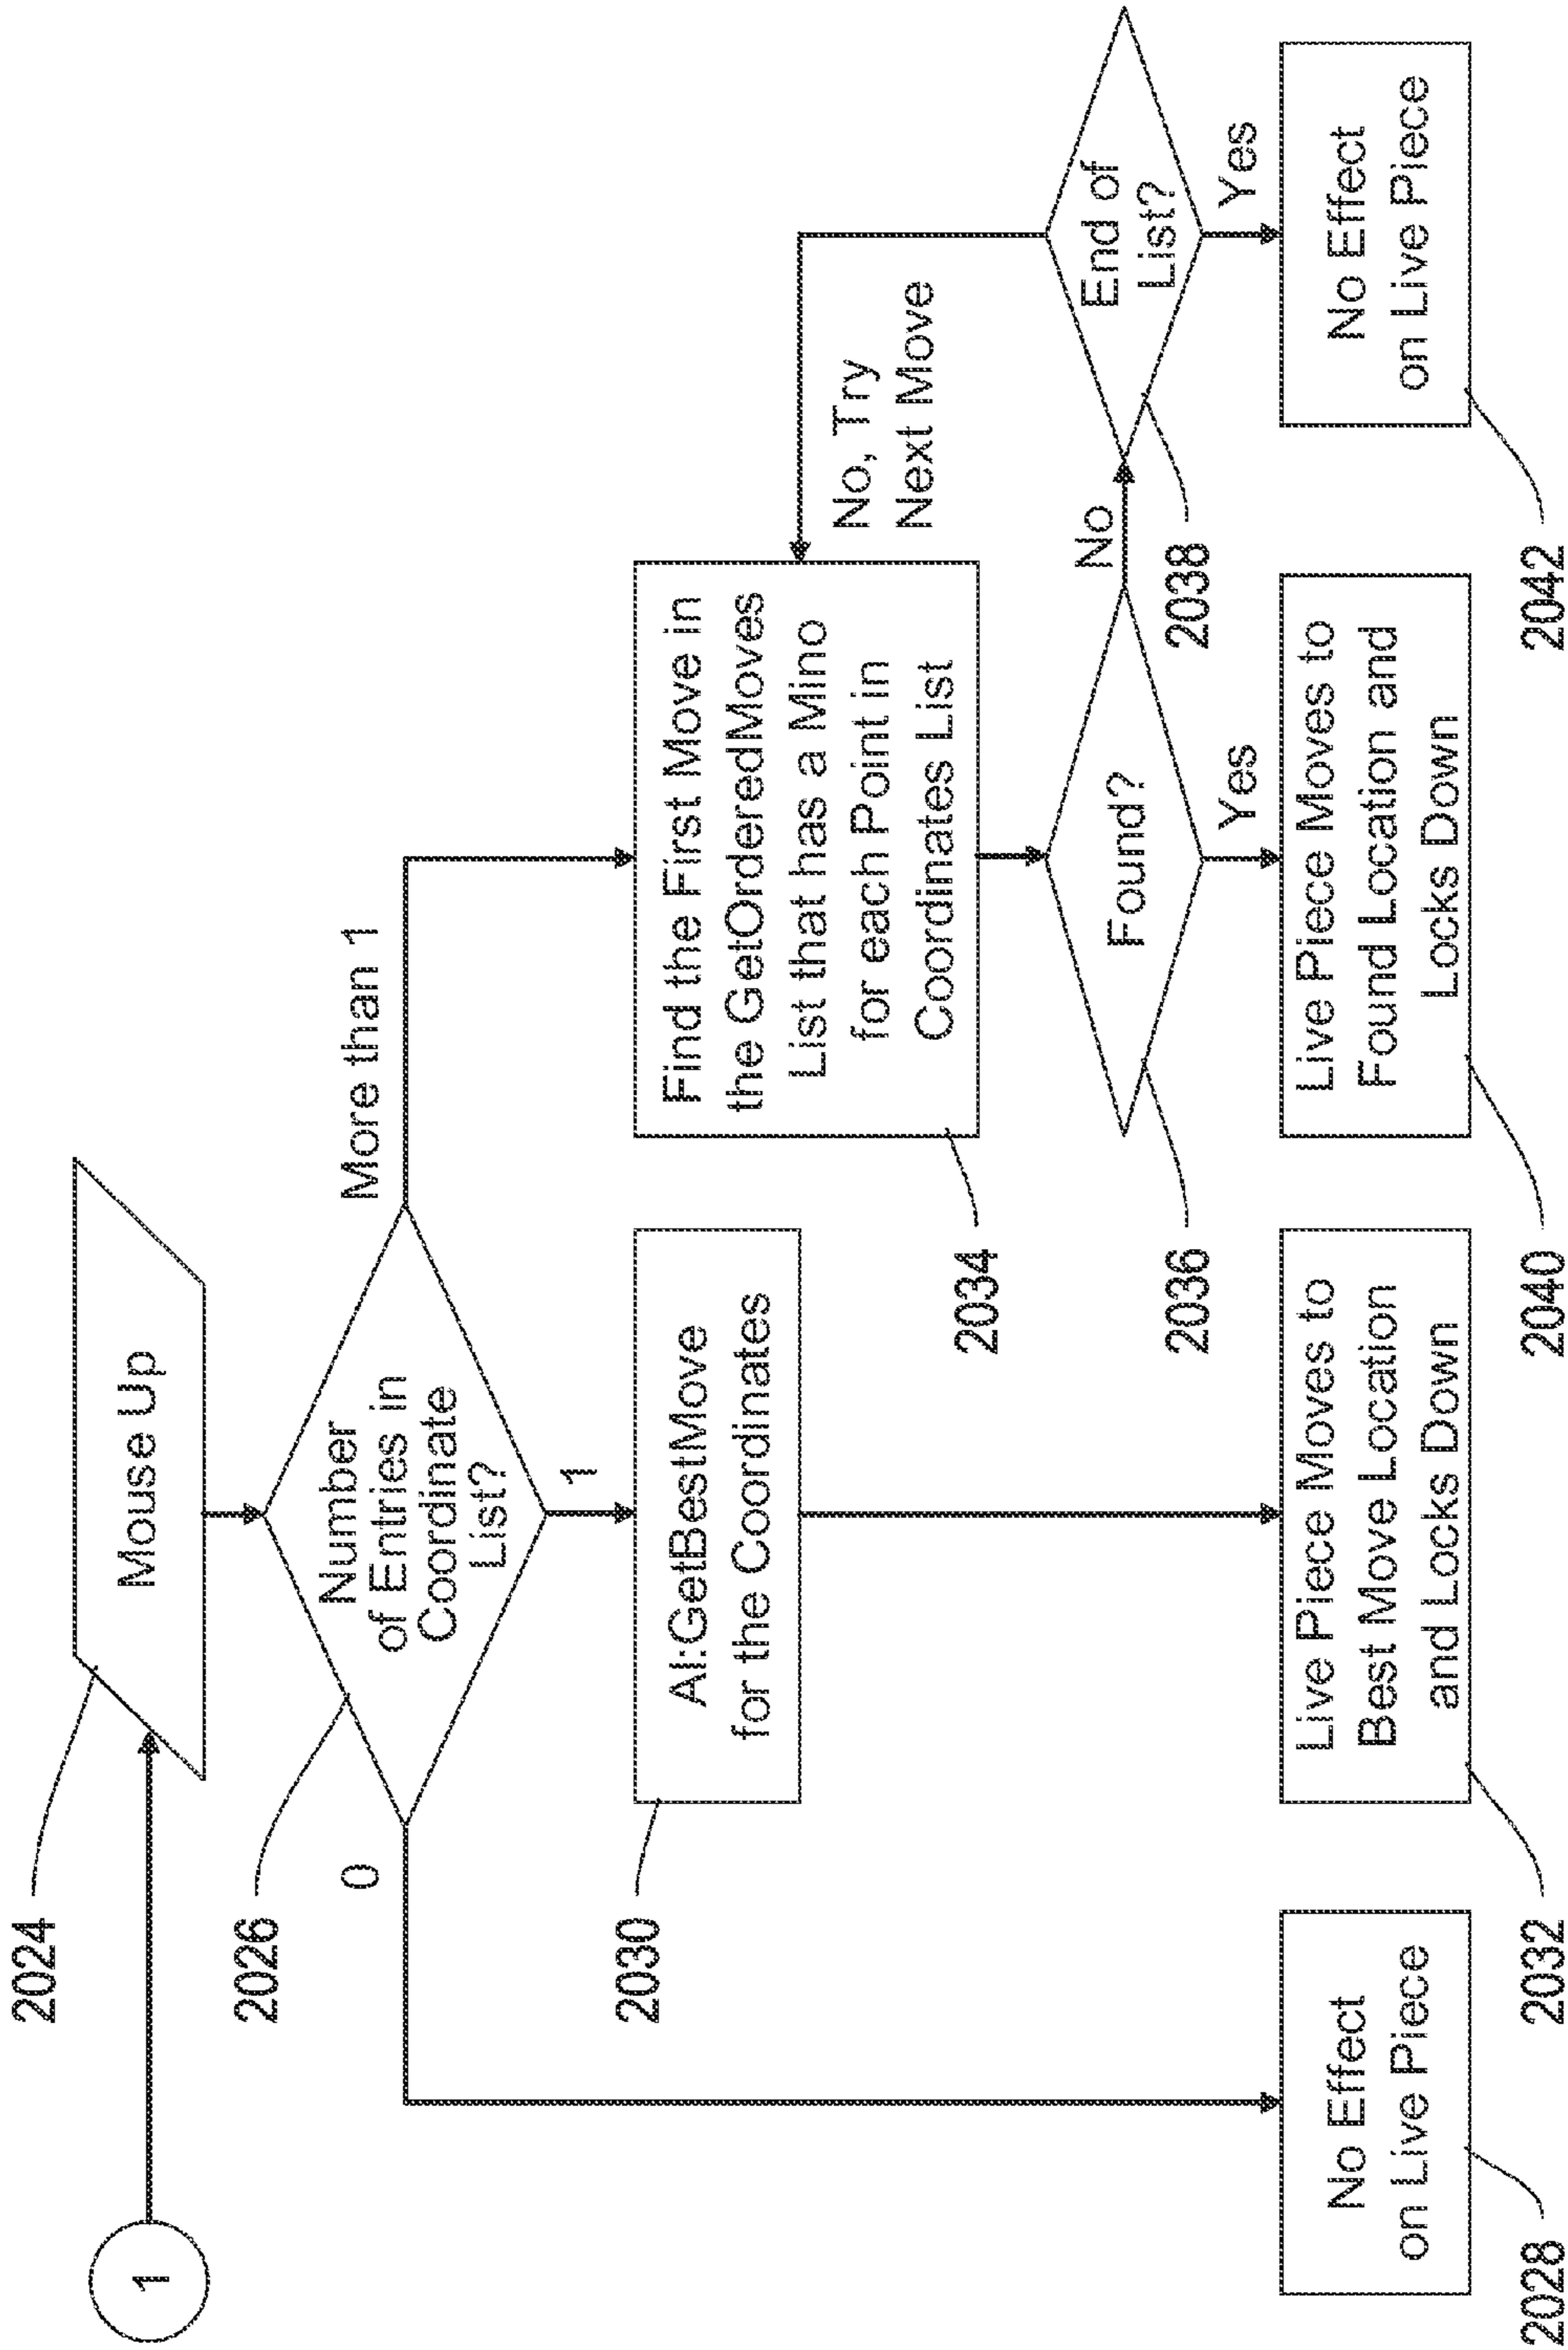 1
2024
Mouse Up
2026
Number
of Entries in
Coordinate
List?
0
1
More than 1
2030
AI:GetBestMove
for the Coordinates
2034
Find the First Move in
the GetOrderedMoves
List that has a Mino
for each Point in
Coordinates List
No, Try
Next Move
2036
Found?
No
Yes
2038
End of
List?
Yes
2028
No Effect
on Live Piece
2032
Live Piece Moves to
Best Move Location
and Locks Down
2040
Live Piece Moves to
Found Location and
Locks Down
2042
No Effect
on Live Piece